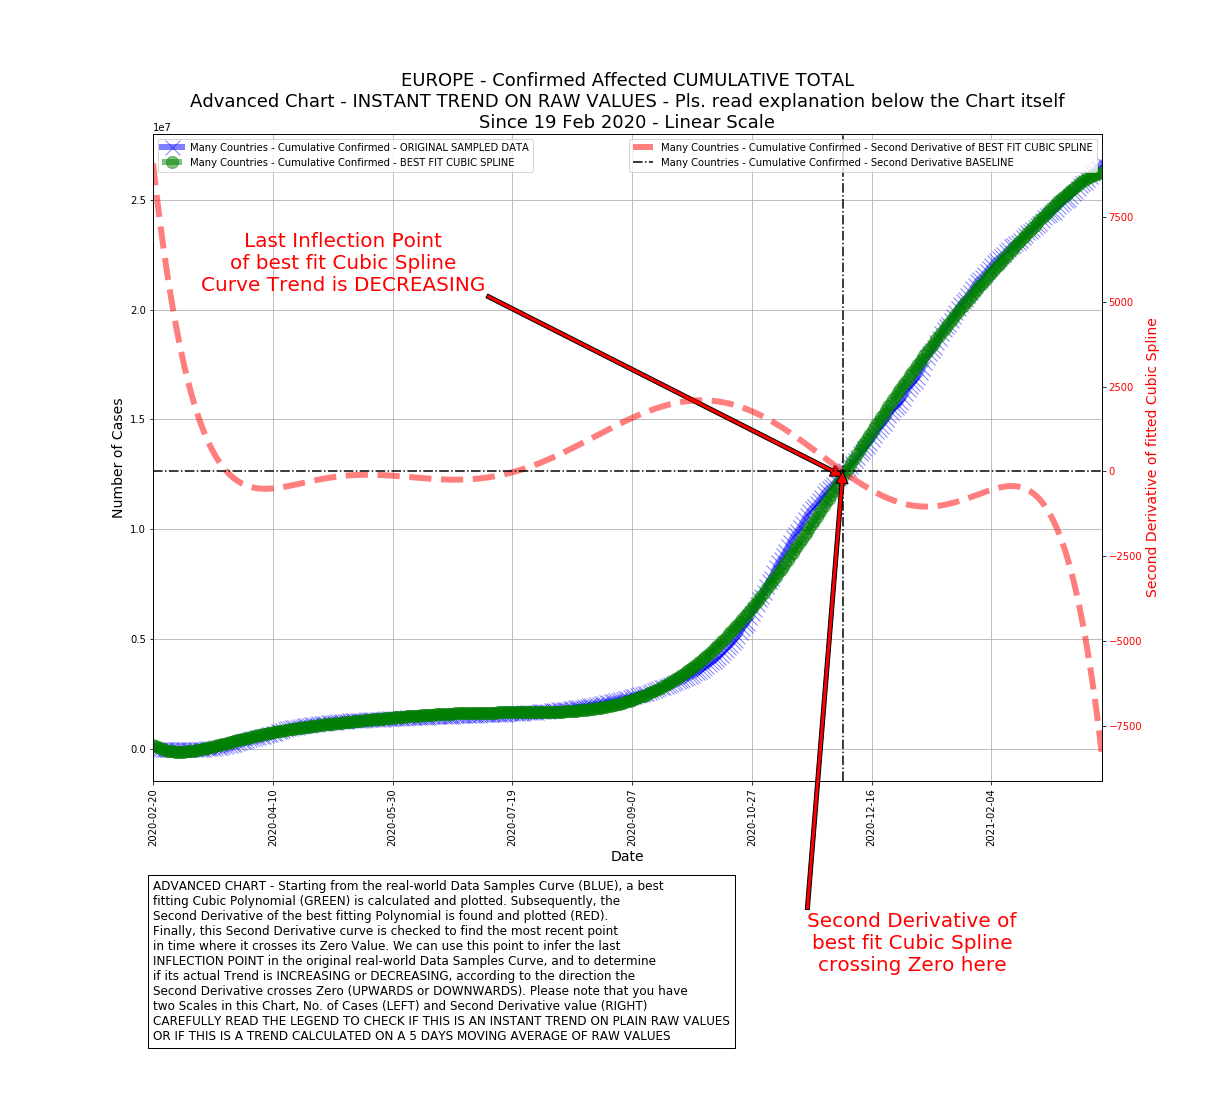 EUROPE - Confirmed Affected CUMULATIVE TOTAL
Advanced Chart - INSTANT TREND ON RAW VALUES - Pls. read explanation below the Chart itself
Since 19 Feb 2020 - Linear Scale
1e7
Many Countries - Cumulative Confirmed - ORIGINAL SAMPLED DATA
Many Countries - Cumulative Confirmed - BEST FIT CUBIC SPLINE
Many Countries - Cumulative Confirmed - Second Derivative of BEST FIT CUBIC SPLINE
Many Countries - Cumulative Confirmed - Second Derivative BASELINE
Last Inflection Point
of best fit Cubic Spline
Curve Trend is DECREASING
Number of Cases
2.5
2.0
1.5
1.0
0.5
0.0
7500
5000
2500
0
−2500
−5000
−7500
Second Derivative of fitted Cubic Spline
2020-02-20
2020-04-10
2020-05-30
2020-07-19
2020-09-07
2020-10-27
2020-12-16
2021-02-04
Date
ADVANCED CHART - Starting from the real-world Data Samples Curve (BLUE), a best
fitting Cubic Polynomial (GREEN) is calculated and plotted. Subsequently, the
Second Derivative of the best fitting Polynomial is found and plotted (RED).
Finally, this Second Derivative curve is checked to find the most recent point
in time where it crosses its Zero Value. We can use this point to infer the last
INFLECTION POINT in the original real-world Data Samples Curve, and to determine
if its actual Trend is INCREASING or DECREASING, according to the direction the
Second Derivative crosses Zero (UPWARDS or DOWNWARDS). Please note that you have
two Scales in this Chart, No. of Cases (LEFT) and Second Derivative value (RIGHT)
CAREFULLY READ THE LEGEND TO CHECK IF THIS IS AN INSTANT TREND ON PLAIN RAW VALUES
OR IF THIS IS A TREND CALCULATED ON A 5 DAYS MOVING AVERAGE OF RAW VALUES
Second Derivative of
best fit Cubic Spline
crossing Zero here